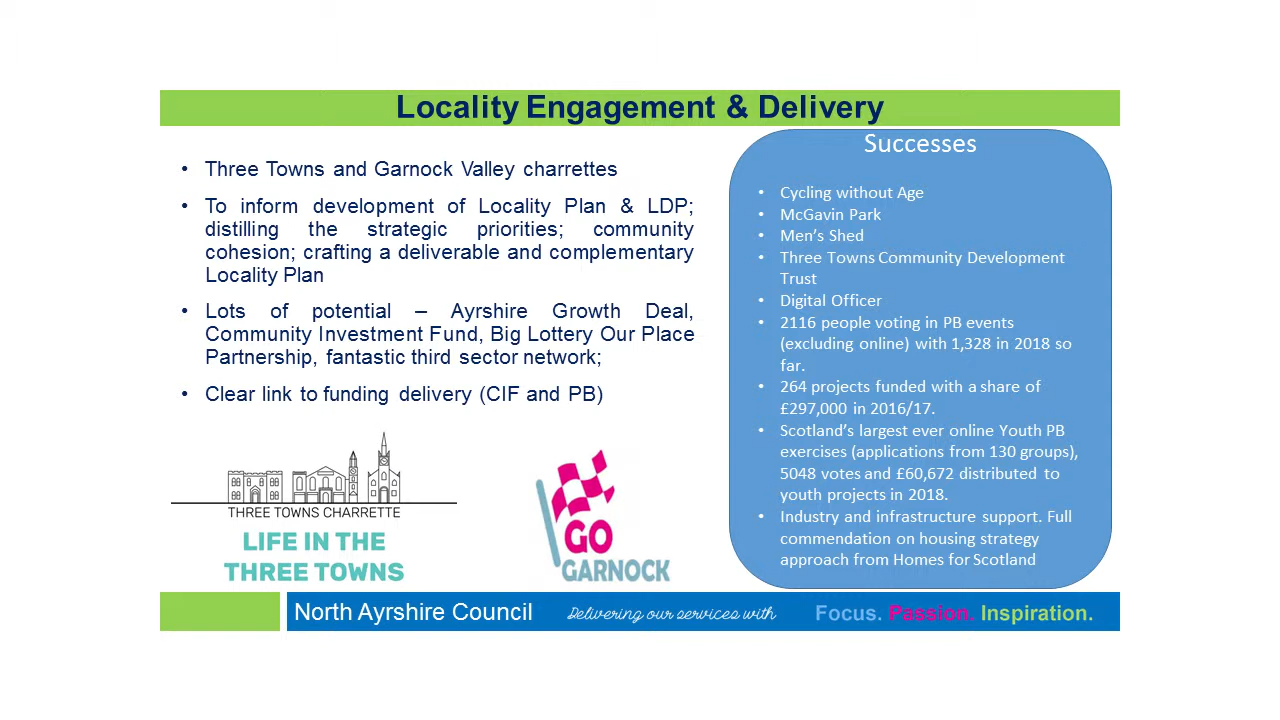 Locality Engagement & Delivery
• Three Towns and Garnock Valley charrettes
• To inform development of Locality Plan & LDP;
distilling the strategic priorities; community
cohesion; crafting a deliverable and complementary
Locality Plan
• Lots of potential – Ayrshire Growth Deal,
Community Investment Fund, Big Lottery Our Place
Partnership, fantastic third sector network;
• Clear link to funding delivery (CIF and PB)
THREE TOWNS CHARRETTE
LIFE IN THE
THREE TOWNS
GO
GARNOCK
Successes
• Cycling without Age
• McGavin Park
• Men’s Shed
• Three Towns Community Development
Trust
• Digital Officer
• 2116 people voting in PB events
(excluding online) with 1,328 in 2018 so
far.
• 264 projects funded with a share of
£297,000 in 2016/17.
• Scotland’s largest ever online Youth PB
exercises (applications from 130 groups),
5048 votes and £60,672 distributed to
youth projects in 2018.
• Industry and infrastructure support. Full
commendation on housing strategy
approach from Homes for Scotland
North Ayrshire Council Delivering our services with Focus. Passion. Inspiration.